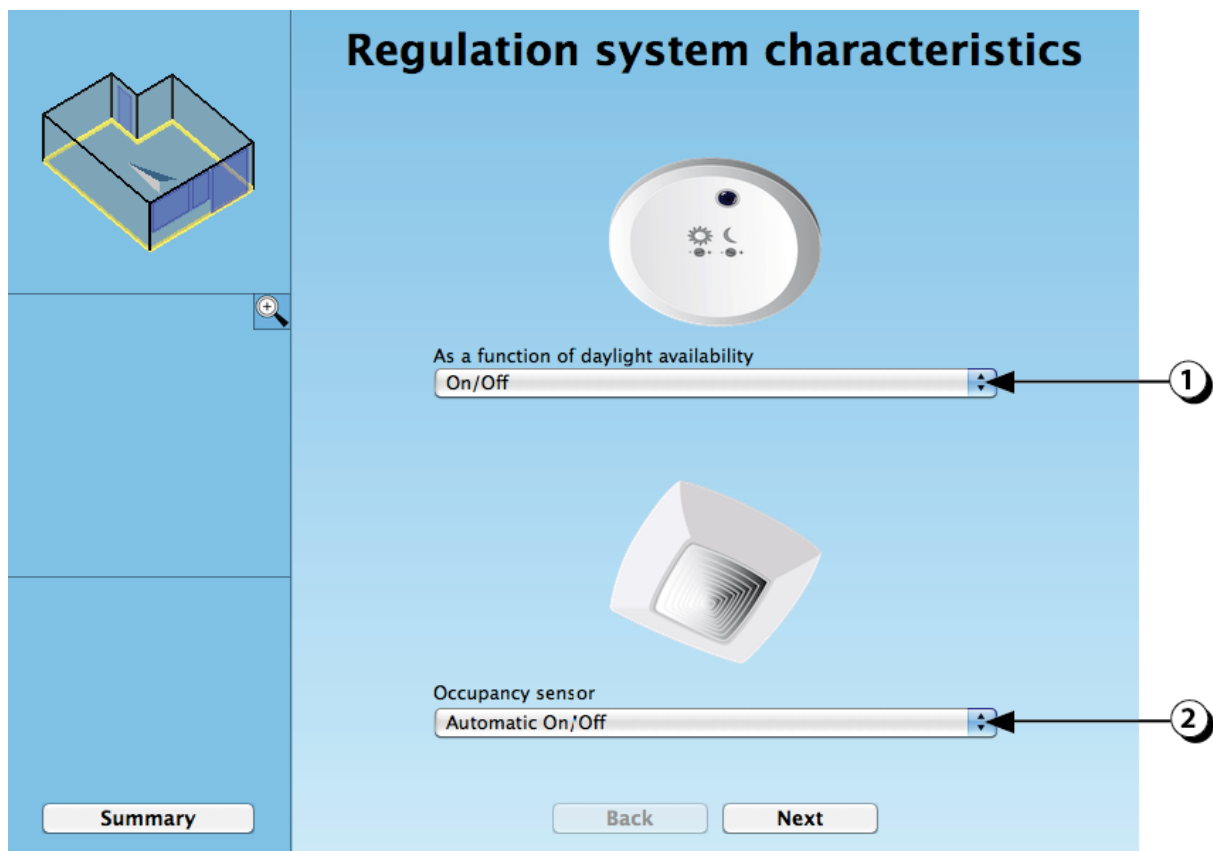 Regulation system characteristics
As a function of daylight availability
On/Off
1
Occupancy sensor
Automatic On/Off
2
Summary
Back
Next